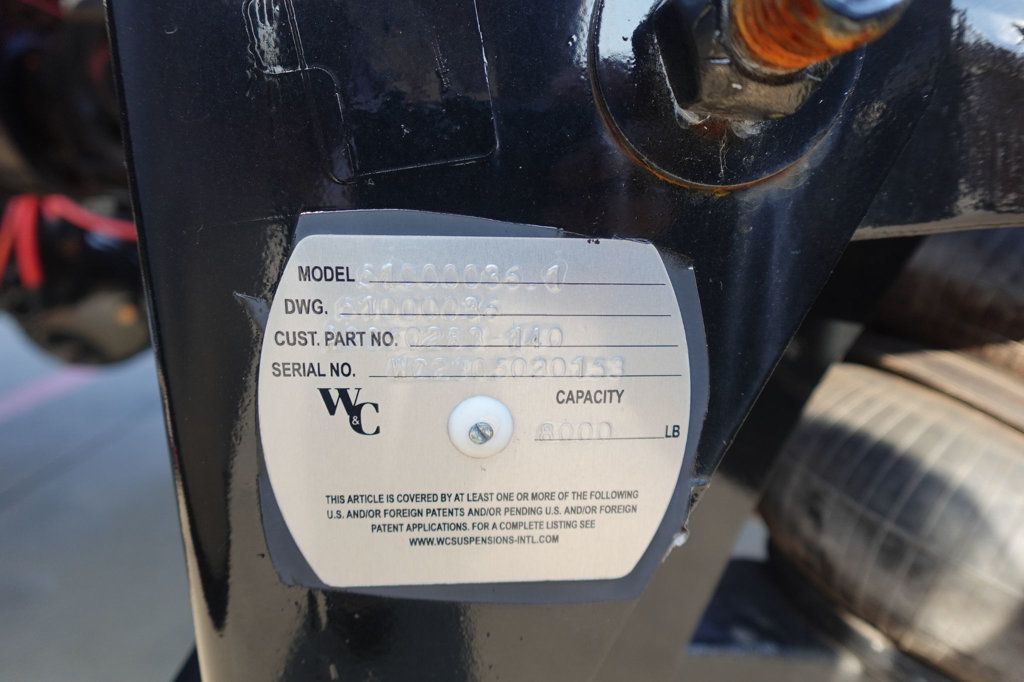 MODEL
DWG. 61000036
CUST. PART NO.
SERIAL NO.
W&C
CAPACITY
8000 LB
THIS ARTICLE IS COVERED BY AT LEAST ONE OR MORE OF THE FOLLOWING
U.S. AND/OR FOREIGN PATENTS AND/OR PENDING U.S. AND/OR FOREIGN
PATENT APPLICATIONS. FOR A COMPLETE LISTING SEE
WWW.WCSUSPENSIONS-INTL.COM